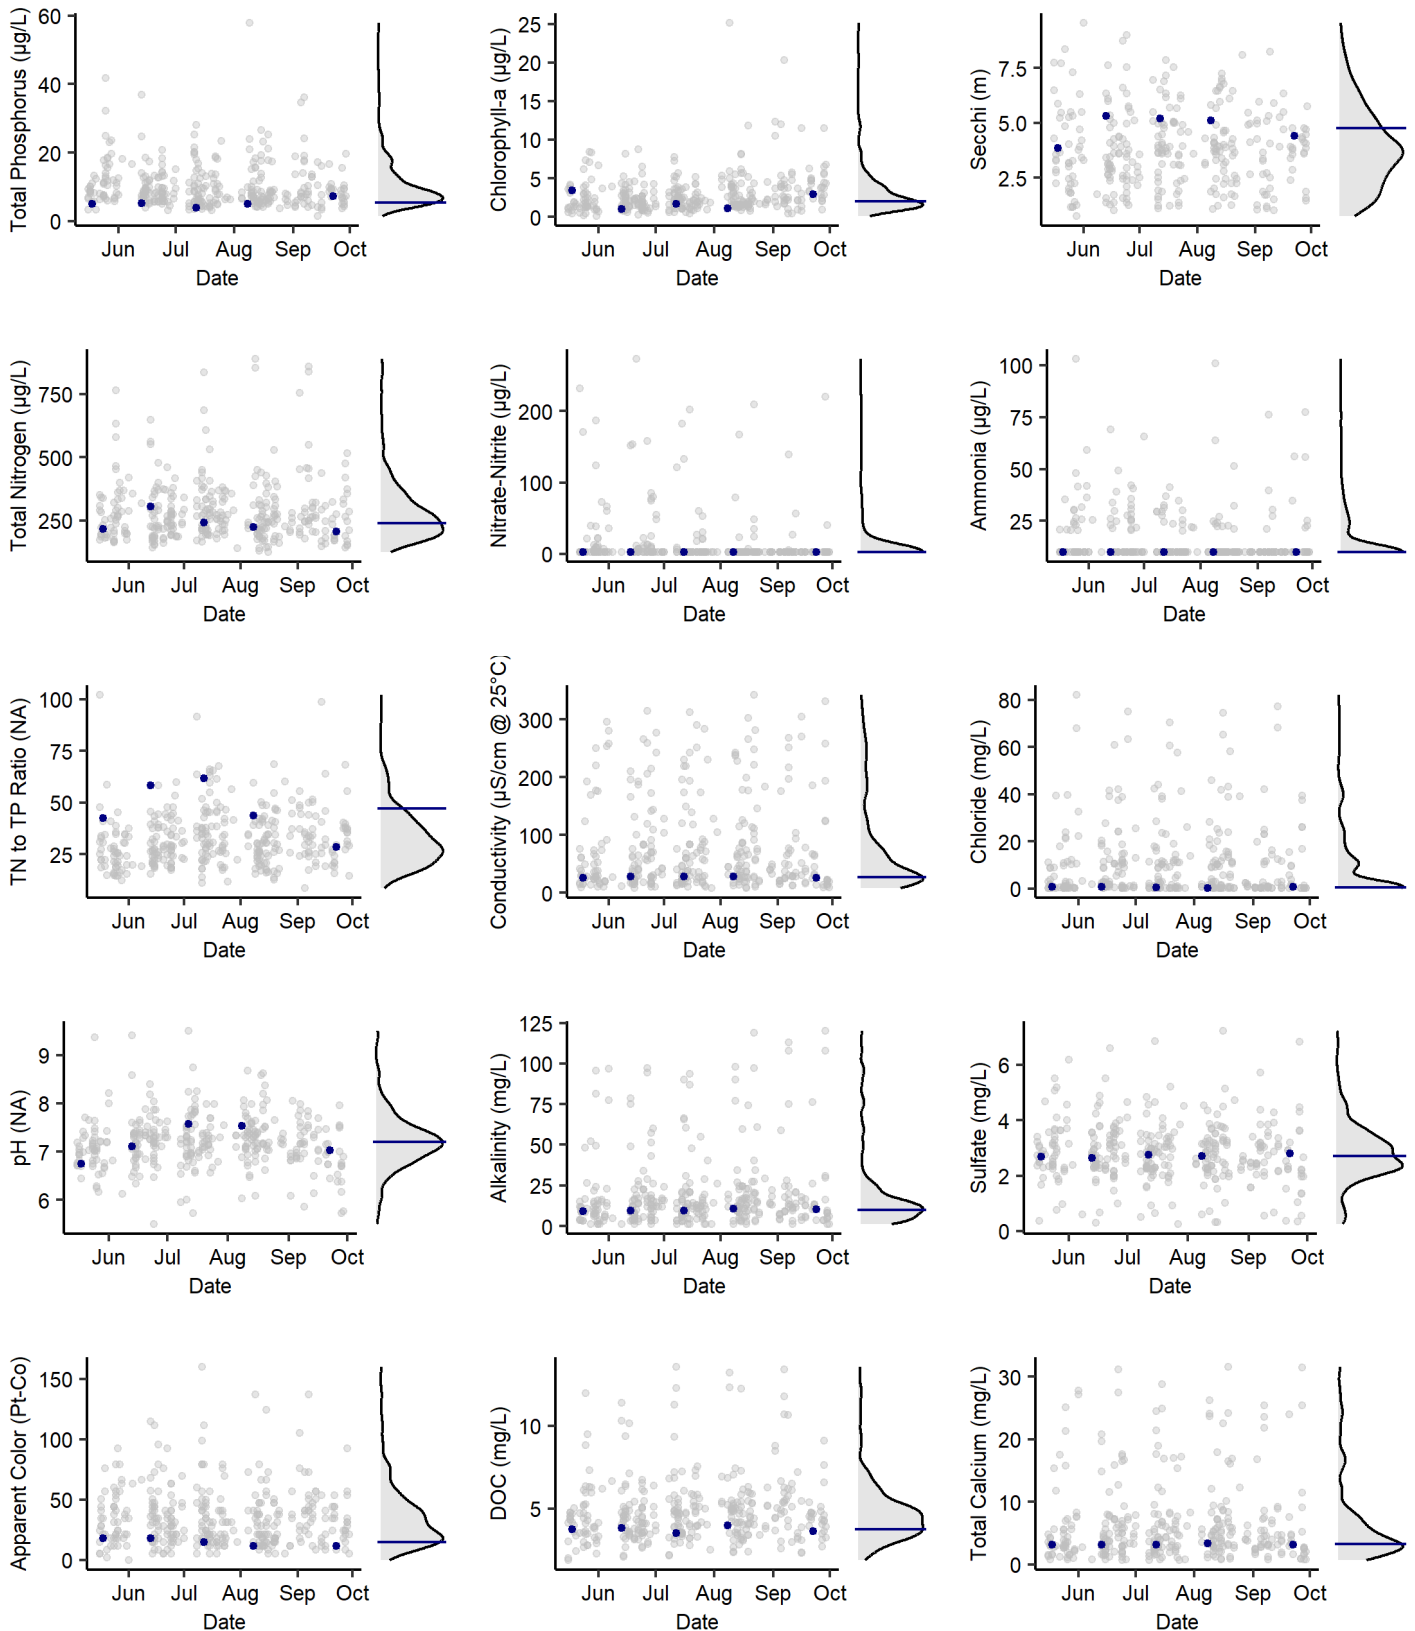 Total Phosphorus (µg/L)
60
40
20
0
Jun Jul Aug Sep Oct
Date
Chlorophyll-a (µg/L)
25
20
15
10
5
0
Jun Jul Aug Sep Oct
Date
Secchi (m)
7.5
5.0
2.5
Jun Jul Aug Sep Oct
Date
Total Nitrogen (µg/L)
750
500
250
Jun Jul Aug Sep Oct
Date
Nitrate-Nitrite (µg/L)
200
100
0
Jun Jul Aug Sep Oct
Date
Ammonia (µg/L)
100
75
50
25
Jun Jul Aug Sep Oct
Date
TN to TP Ratio (NA)
100
75
50
25
Jun Jul Aug Sep Oct
Date
Conductivity (µS/cm @ 25°C)
300
200
100
0
Jun Jul Aug Sep Oct
Date
Chloride (mg/L)
80
60
40
20
0
Jun Jul Aug Sep Oct
Date
pH (NA)
9
8
7
6
Jun Jul Aug Sep Oct
Date
Alkalinity (mg/L)
125
100
75
50
25
0
Jun Jul Aug Sep Oct
Date
Sulfate (mg/L)
6
4
2
0
Jun Jul Aug Sep Oct
Date
Apparent Color (Pt-Co)
150
100
50
0
Jun Jul Aug Sep Oct
Date
DOC (mg/L)
10
5
Jun Jul Aug Sep Oct
Date
Total Calcium (mg/L)
30
20
10
0
Jun Jul Aug Sep Oct
Date